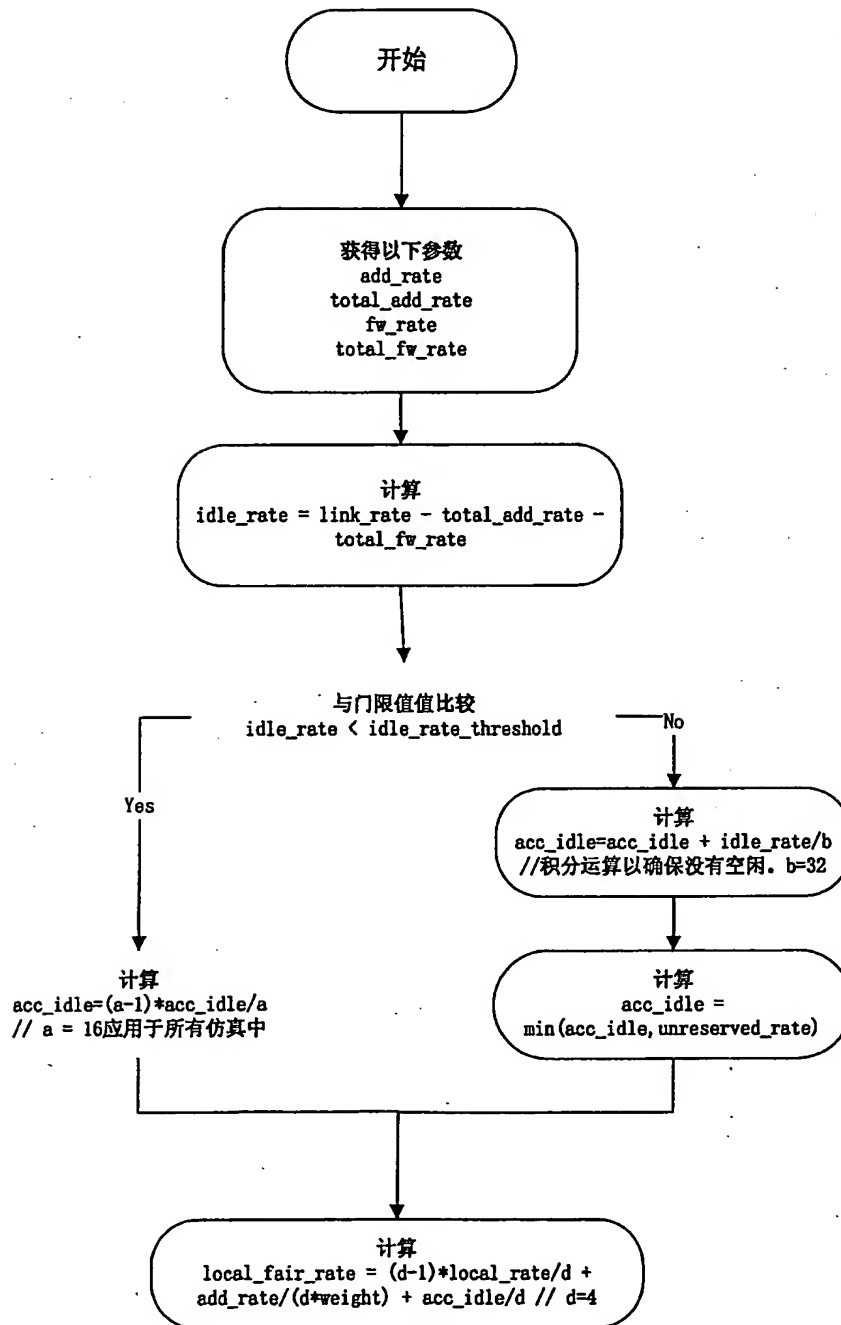 开始
获得以下参数
add_rate
total_add_rate
fw_rate
total_fw_rate
计算
idle_rate = link_rate - total_add_rate -
total_fw_rate
与门限值值比较
idle_rate < idle_rate_threshold
No
Yes
计算
acc_idle=acc_idle + idle_rate/b
//积分运算以确保没有空闲。b=32
计算
acc_idle=(a-1)*acc_idle/a
// a = 16应用于所有仿真中
计算
acc_idle =
min(acc_idle,unreserved_rate)
计算
local_fair_rate = (d-1)*local_rate/d +
add_rate/(d*weight) + acc_idle/d // d=4